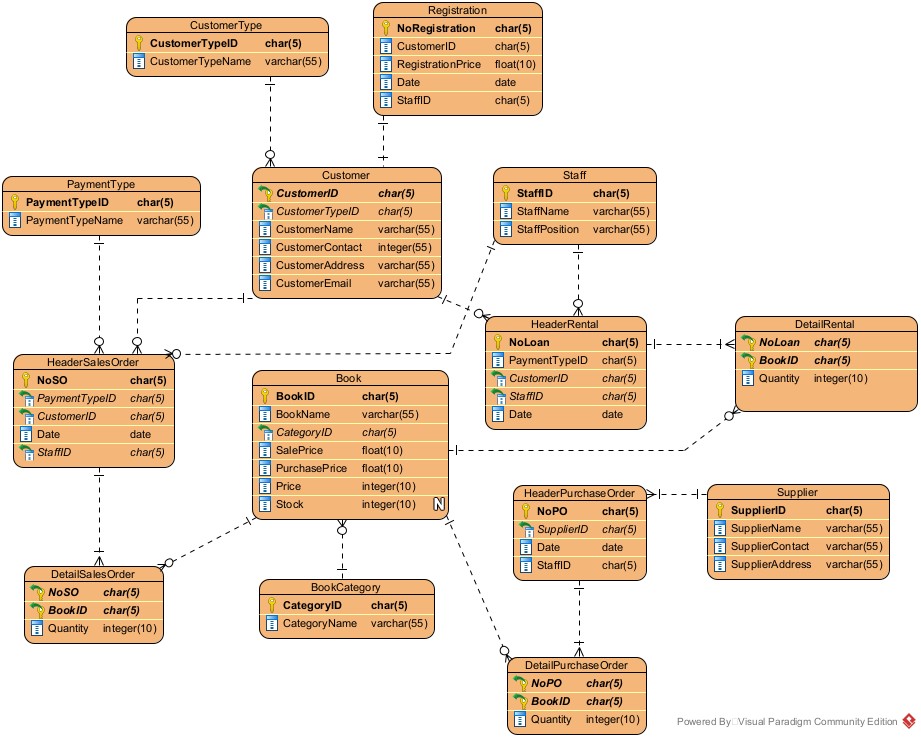 CustomerType
CustomerTypeID char(5)
CustomerTypeName varchar(55)
Registration
NoRegistration char(5)
CustomerID char(5)
RegistrationPrice float(10)
Date date
StaffID char(5)
PaymentType
PaymentTypeID char(5)
PaymentTypeName varchar(55)
Customer
CustomerID char(5)
CustomerTypeID char(5)
CustomerName varchar(55)
CustomerContact integer(55)
CustomerAddress varchar(55)
CustomerEmail varchar(55)
Staff
StaffID char(5)
StaffName varchar(55)
StaffPosition varchar(55)
HeaderSalesOrder
NoSO char(5)
PaymentTypeID char(5)
CustomerID char(5)
Date date
StaffID char(5)
Book
BookID char(5)
BookName varchar(55)
CategoryID char(5)
SalePrice float(10)
PurchasePrice float(10)
Price integer(10)
Stock integer(10) N
HeaderRental
NoLoan char(5)
PaymentTypeID char(5)
CustomerID char(5)
StaffID char(5)
Date date
DetailRental
NoLoan char(5)
BookID char(5)
Quantity integer(10)
HeaderPurchaseOrder
NoPO char(5)
SupplierID char(5)
Date date
StaffID char(5)
Supplier
SupplierID char(5)
SupplierName varchar(55)
SupplierContact varchar(55)
SupplierAddress varchar(55)
DetailSalesOrder
NoSO char(5)
BookID char(5)
Quantity integer(10)
BookCategory
CategoryID char(5)
CategoryName varchar(55)
DetailPurchaseOrder
NoPO char(5)
BookID char(5)
Quantity integer(10)
Powered By Visual Paradigm Community Edition